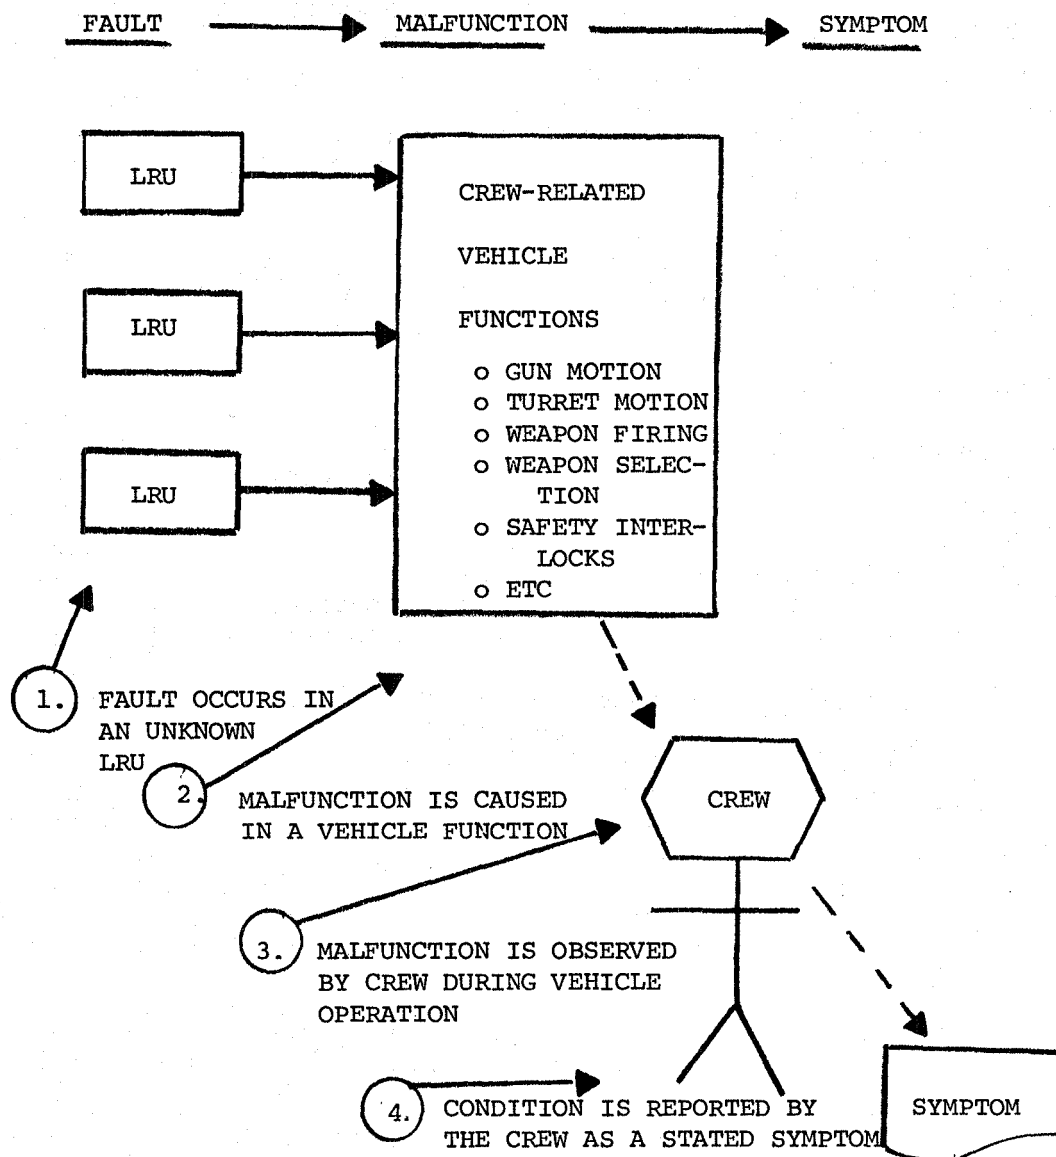 FAULT MALFUNCTION SYMPTOM
LRU
LRU
LRU
CREW-RELATED
VEHICLE
FUNCTIONS
o GUN MOTION
o TURRET MOTION
o WEAPON FIRING
o WEAPON SELEC-
TION
o SAFETY INTER-
LOCKS
o ETC
1. FAULT OCCURS IN
AN UNKNOWN
LRU
2. MALFUNCTION IS CAUSED
IN A VEHICLE FUNCTION
CREW
3. MALFUNCTION IS OBSERVED
BY CREW DURING VEHICLE
OPERATION
4. CONDITION IS REPORTED BY
THE CREW AS A STATED SYMPTOM
SYMPTOM